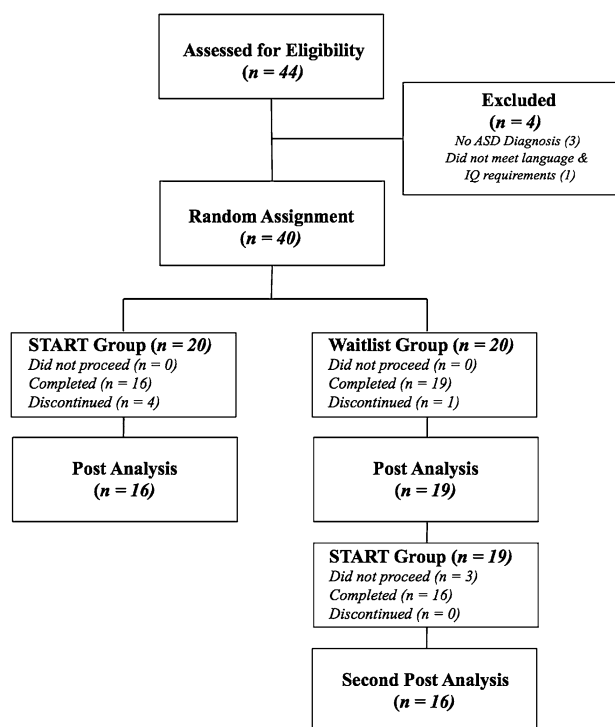 Assessed for Eligibility
(n = 44)
Excluded
(n = 4)
No ASD Diagnosis (3)
Did not meet language &
IQ requirements (1)
Random Assignment
(n = 40)
START Group (n = 20)
Did not proceed (n = 0)
Completed (n = 16)
Discontinued (n = 4)
Waitlist Group (n = 20)
Did not proceed (n = 0)
Completed (n = 19)
Discontinued (n = 1)
Post Analysis
(n = 16)
Post Analysis
(n = 19)
START Group (n = 19)
Did not proceed (n = 3)
Completed (n = 16)
Discontinued (n = 0)
Second Post Analysis
(n = 16)